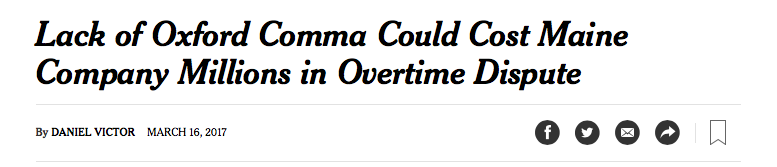 Lack of Oxford Comma Could Cost Maine
Company Millions in Overtime Dispute
By DANIEL VICTOR MARCH 16, 2017